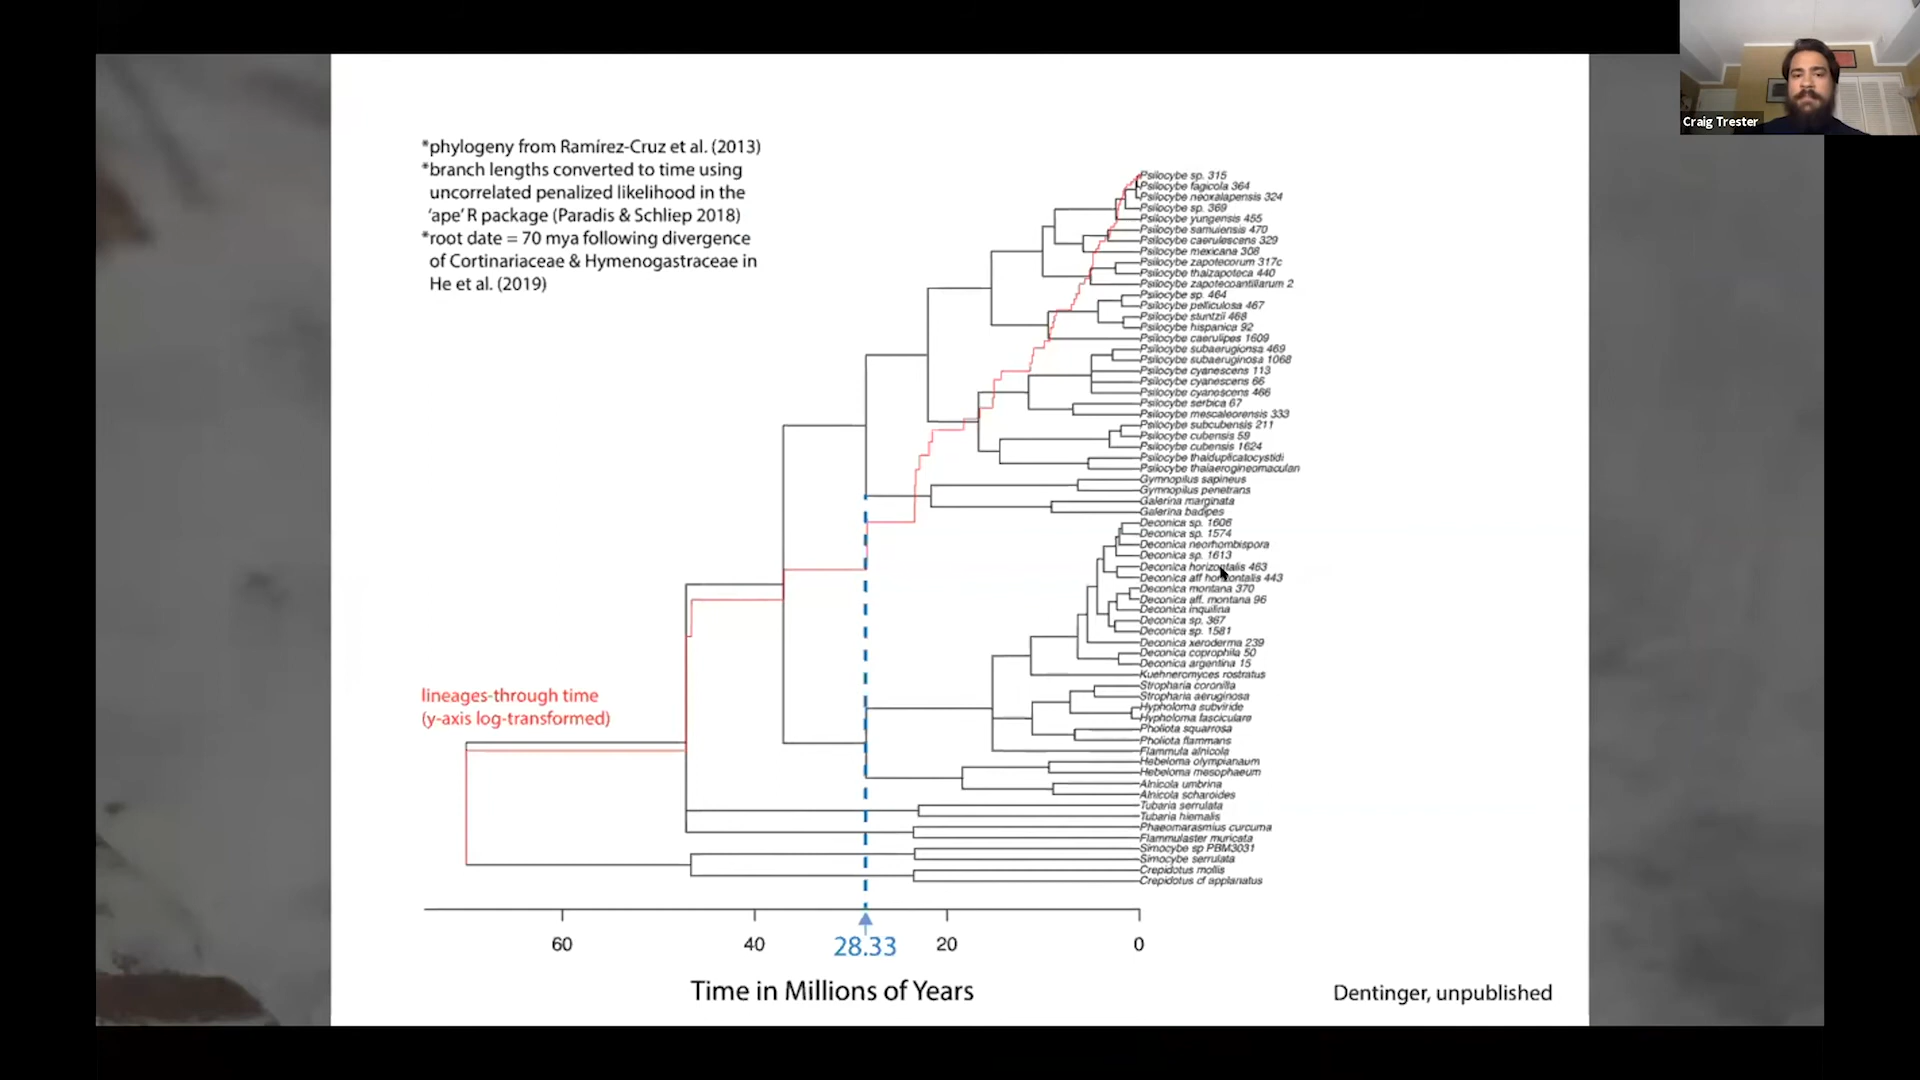 Craig Trester
*phylogeny from Ramírez-Cruz et al. (2013)
*branch lengths converted to time using
uncorrelated penalized likelihood in the
'ape' R package (Paradis & Schliep 2018)
*root date = 70 mya following divergence
of Cortinariaceae & Hymenogastraceae in
He et al. (2019)
Psilocybe sp. 315
Psilocybe fagicola 364
Psilocybe neoxalapensis 324
Psilocybe sp. 369
Psilocybe yungensis 455
Psilocybe samuiensis 470
Psilocybe caerulescens 329
Psilocybe mexicana 308
Psilocybe zapotecorum 317c
Psilocybe thaizapoteca 440
Psilocybe zapotecoantillarum 2
Psilocybe sp. 464
Psilocybe pelliculosa 467
Psilocybe stuntzii 468
Psilocybe hispanica 92
Psilocybe caerulipes 1609
Psilocybe subaerugionsa 469
Psilocybe subaeruginosa 1068
Psilocybe cyanescens 113
Psilocybe cyanescens 66
Psilocybe cyanescens 466
Psilocybe serbica 67
Psilocybe mescaleorensis 333
Psilocybe subcubensis 211
Psilocybe cubensis 59
Psilocybe cubensis 1624
Psilocybe thaiduplicatocystidi
Psilocybe thaiaerogineomaculan
Gymnopilus sapineus
Gymnopilus penetrans
Galerina marginata
Galerina badipes
Deconica sp. 1606
Deconica sp. 1574
Deconica neorhombispora
Deconica sp. 1613
Deconica horizontalis 463
Deconica aff horizontalis 443
Deconica montana 370
Deconica aff. montana 96
Deconica inquilina
Deconica sp. 367
Deconica sp. 1581
Deconica xeroderma 239
Deconica coprophila 50
Deconica argentina 15
Kuehneromyces rostratus
Stropharia coronilla
Stropharia aeruginosa
Hypholoma subviride
Hypholoma fasciculare
Pholiota squarrosa
Pholiota flammans
Flammula alnicola
Hebeloma olympianaum
Hebeloma mesophaeum
Alnicola umbrina
Alnicola scharoides
Tubaria serrulata
Tubaria hiemalis
Phaeomarasmius curcuma
Flammulaster muricata
Simocybe sp PBM3031
Simocybe serrulata
Crepidotus mollis
Crepidotus cf applanatus
lineages-through time
(y-axis log-transformed)
60 40 28.33 20 0
Time in Millions of Years
Dentinger, unpublished